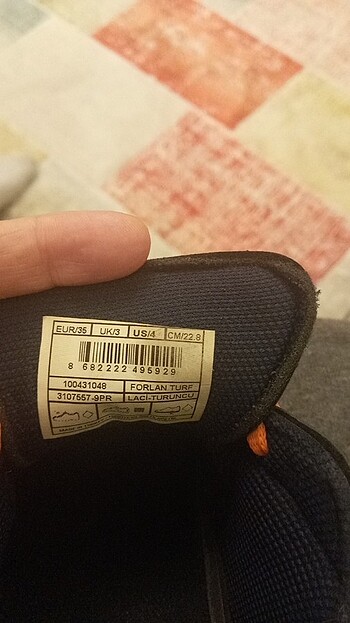 EUR/35 UK/3 US/4 CM/22.8
8 682222 495929
100431048 FORLAN TURF
3107557-9PR LACİ-TURUNCU